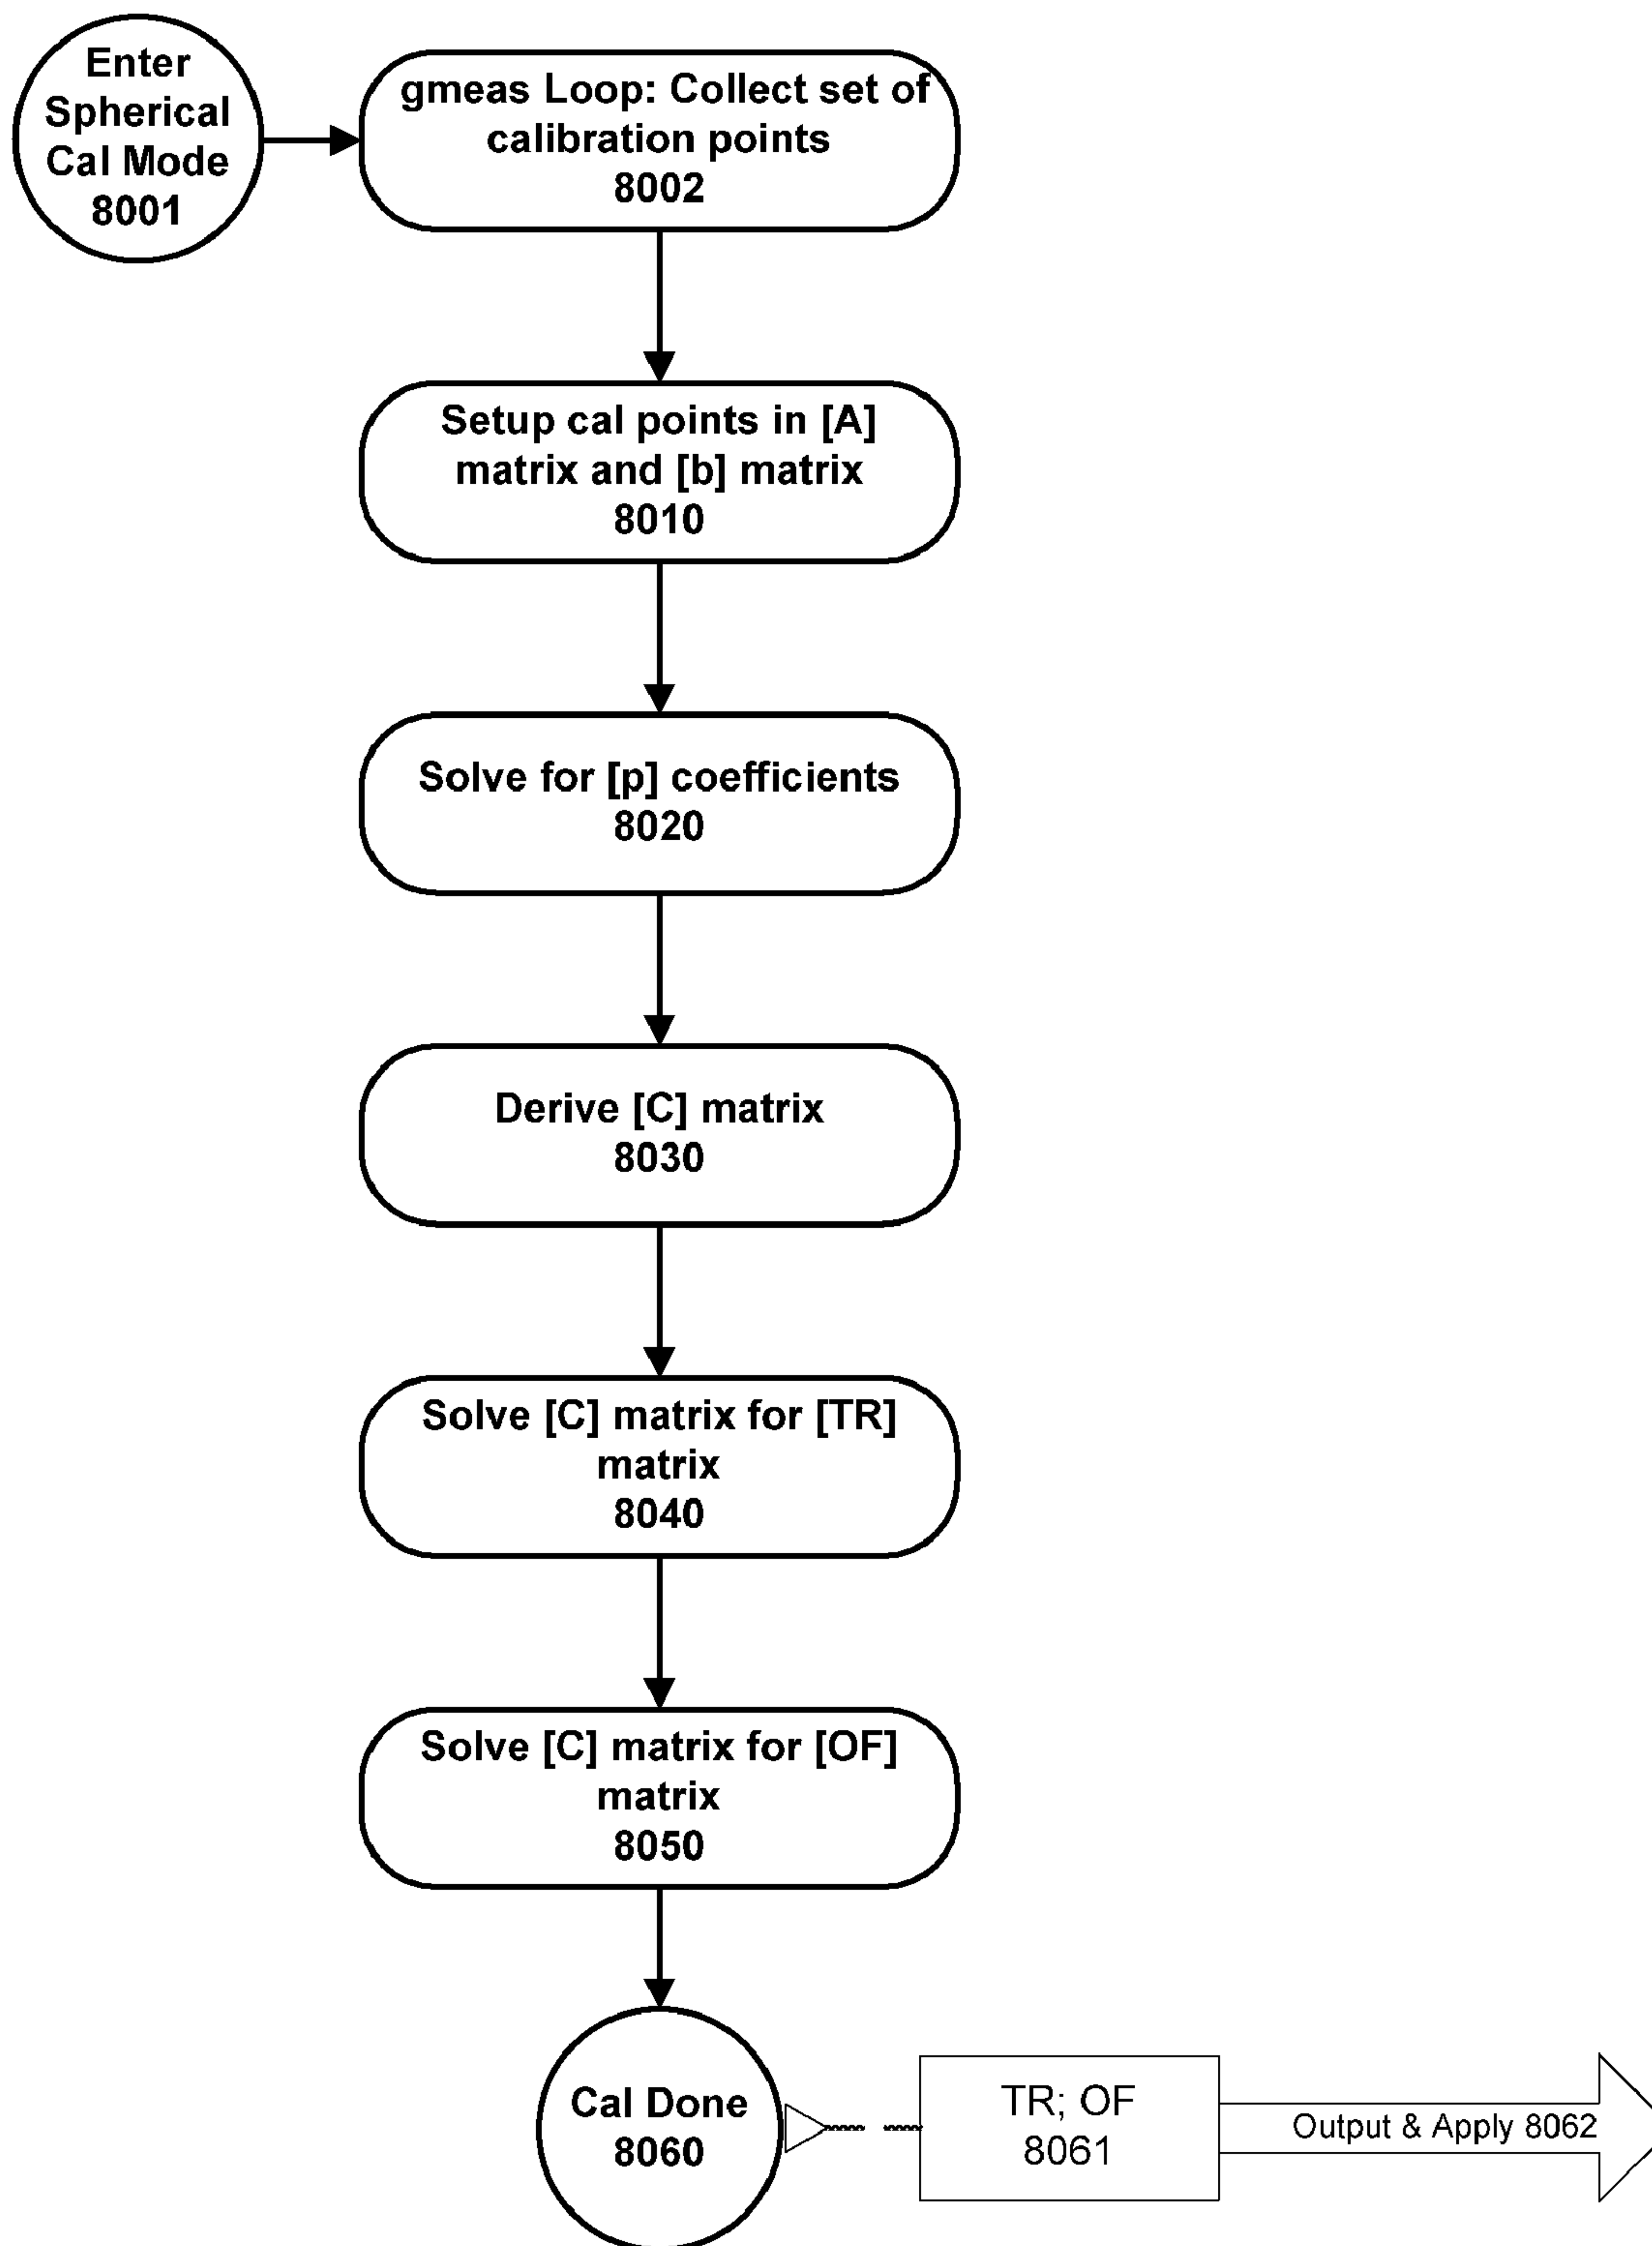 Enter
Spherical
Cal Mode
8001
gmeas Loop: Collect set of
calibration points
8002
Setup cal points in [A]
matrix and [b] matrix
8010
Solve for [p] coefficients
8020
Derive [C] matrix
8030
Solve [C] matrix for [TR]
matrix
8040
Solve [C] matrix for [OF]
matrix
8050
Cal Done
8060
TR; OF
8061
Output & Apply 8062